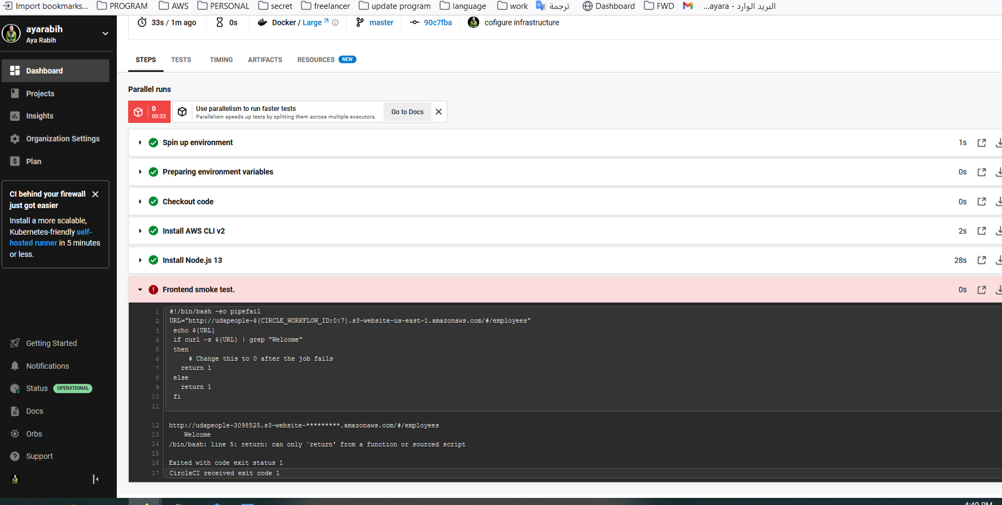 Import bookmarks...
PROGRAM
AWS
PERSONAL
secret
freelancer
update program
language
work
ترجمة
Dashboard
FWD
البريد الوارد - ayara...
ayarabih
Aya Rabih
33s / 1m ago
0s
Docker / Large
master
90c7fba
cofigure infrastructure
Dashboard
Projects
Insights
Organization Settings
Plan
CI behind your firewall
just got easier
Install a more scalable,
Kubernetes-friendly self-
hosted runner in 5 minutes
or less.
Getting Started
Notifications
Status OPERATIONAL
Docs
Orbs
Support
STEPS
TESTS
TIMING
ARTIFACTS
RESOURCES NEW
Parallel runs
0
00:33
Use parallelism to run faster tests
Parallelism speeds up tests by splitting them across multiple executors.
Go to Docs
Spin up environment 1s
Preparing environment variables 0s
Checkout code 0s
Install AWS CLI v2 2s
Install Node.js 13 28s
Frontend smoke test. 0s
1 #!/bin/bash -eo pipefail
2 URL="http://udapeople-${CIRCLE_WORKFLOW_ID:0:7}.s3-website-us-east-1.amazonaws.com/#/employees"
3 echo ${URL}
4 if curl -s ${URL} | grep "Welcome"
5 then
6 # Change this to 0 after the job fails
7 return 1
8 else
9 return 1
10 fi
11
12 http://udapeople-3098525.s3-website-*********.amazonaws.com/#/employees
13 Welcome
14 /bin/bash: line 5: return: can only `return' from a function or sourced script
15
16 Exited with code exit status 1
17 CircleCI received exit code 1